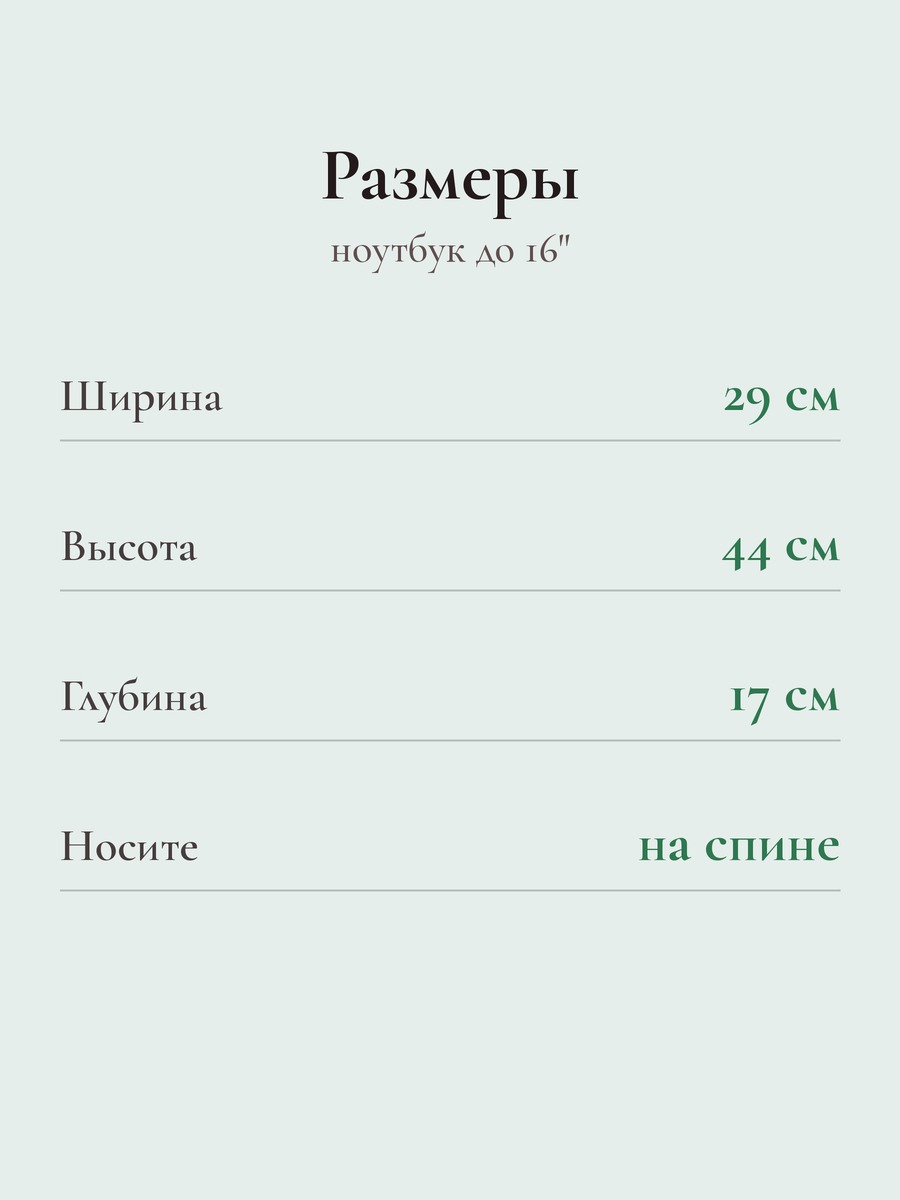 Размеры
ноутбук до 16"
Ширина 29 см
Высота 44 см
Глубина 17 см
Носите на спине